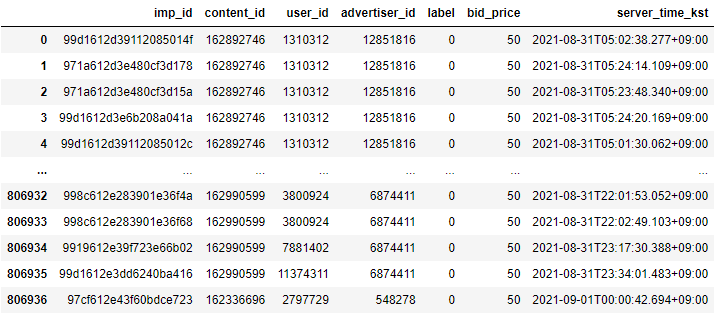 imp_id content_id user_id advertiser_id label bid_price server_time_kst
0 99d1612d39112085014f 162892746 1310312 12851816 0 50 2021-08-31T05:02:38.277+09:00
1 971a612d3e480cf3d178 162892746 1310312 12851816 0 50 2021-08-31T05:24:14.109+09:00
2 971a612d3e480cf3d15a 162892746 1310312 12851816 0 50 2021-08-31T05:23:48.340+09:00
3 99d1612d3e6b208a041a 162892746 1310312 12851816 0 50 2021-08-31T05:24:20.169+09:00
4 99d1612d39112085012c 162892746 1310312 12851816 0 50 2021-08-31T05:01:30.062+09:00
... ... ... ... ... ... ... ...
806932 998c612e283901e36f4a 162990599 3800924 6874411 0 50 2021-08-31T22:01:53.052+09:00
806933 998c612e283901e36f68 162990599 3800924 6874411 0 50 2021-08-31T22:02:49.103+09:00
806934 9919612e39f723e66b02 162990599 7881402 6874411 0 50 2021-08-31T23:17:30.388+09:00
806935 99d1612e3dd6240ba416 162990599 11374311 6874411 0 50 2021-08-31T23:34:01.483+09:00
806936 97cf612e43f60bdce723 162336696 2797729 548278 0 50 2021-09-01T00:00:42.694+09:00